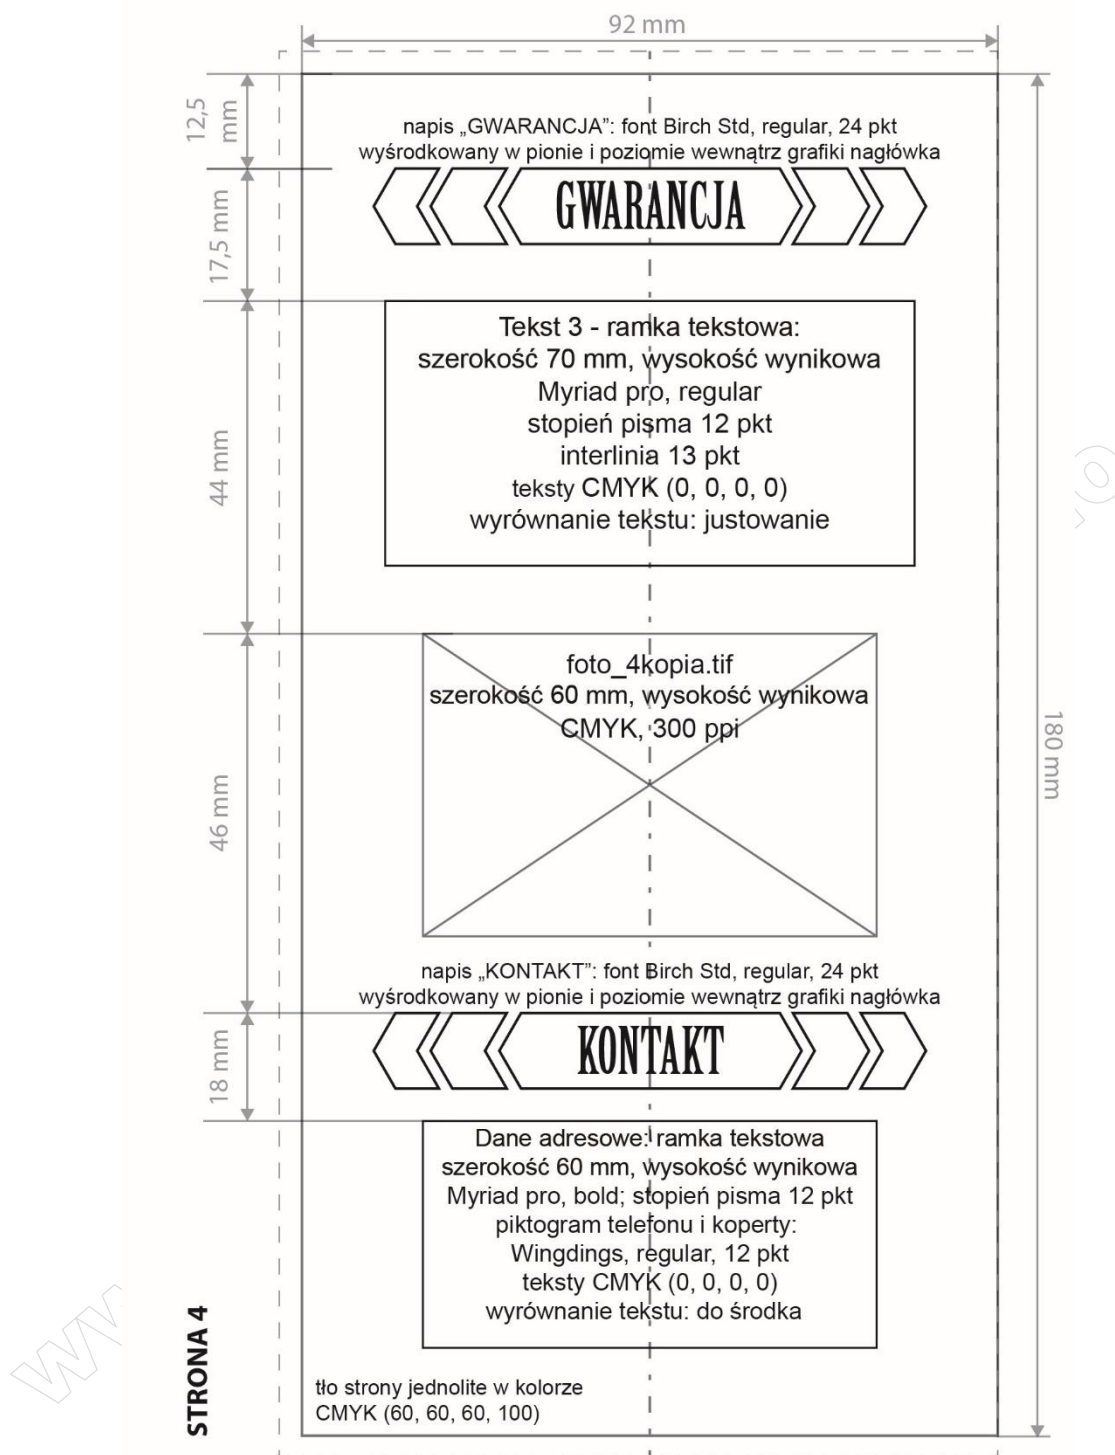 92 mm
12,5
mm
napis „GWARANCJA”: font Birch Std, regular, 24 pkt
wyśrodkowany w pionie i poziomie wewnątrz grafiki nagłówka
GWARANCJA
17,5 mm
Tekst 3 - ramka tekstowa:
szerokość 70 mm, wysokość wynikowa
Myriad pro, regular
stopień pisma 12 pkt
interlinia 13 pkt
teksty CMYK (0, 0, 0, 0)
wyrównanie tekstu: justowanie
44 mm
foto_4kopia.tif
szerokość 60 mm, wysokość wynikowa
CMYK, 300 ppi
180 mm
46 mm
napis „KONTAKT”: font Birch Std, regular, 24 pkt
wyśrodkowany w pionie i poziomie wewnątrz grafiki nagłówka
KONTAKT
18 mm
Dane adresowe: ramka tekstowa
szerokość 60 mm, wysokość wynikowa
Myriad pro, bold; stopień pisma 12 pkt
piktogram telefonu i koperty:
Wingdings, regular, 12 pkt
teksty CMYK (0, 0, 0, 0)
wyrównanie tekstu: do środka
STRONA 4
tło strony jednolite w kolorze
CMYK (60, 60, 60, 100)